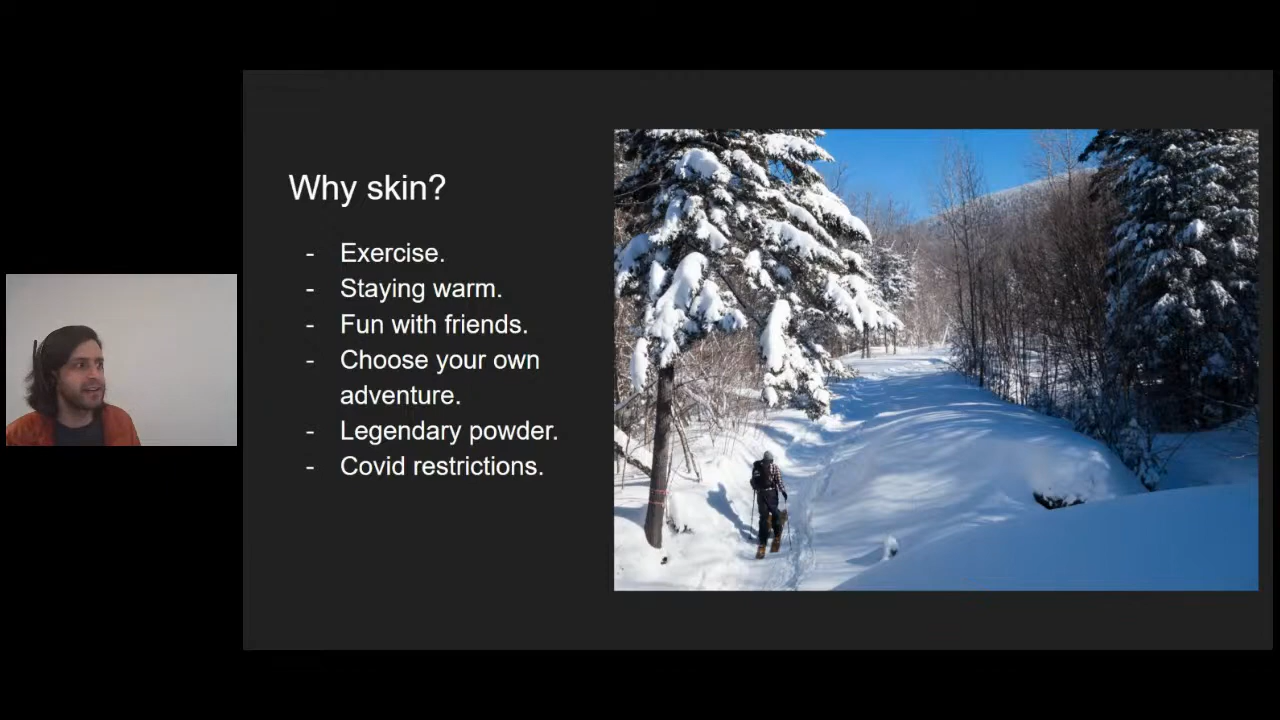 Why skin?
- Exercise.
- Staying warm.
- Fun with friends.
- Choose your own
adventure.
- Legendary powder.
- Covid restrictions.